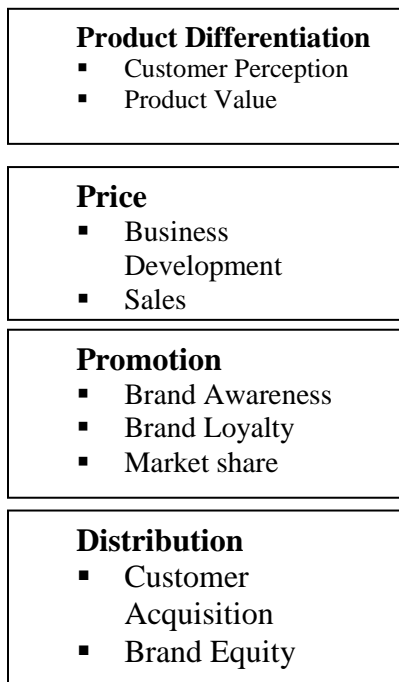 Product Differentiation
▪ Customer Perception
▪ Product Value
Price
▪ Business
Development
▪ Sales
Promotion
▪ Brand Awareness
▪ Brand Loyalty
▪ Market share
Distribution
▪ Customer
Acquisition
▪ Brand Equity